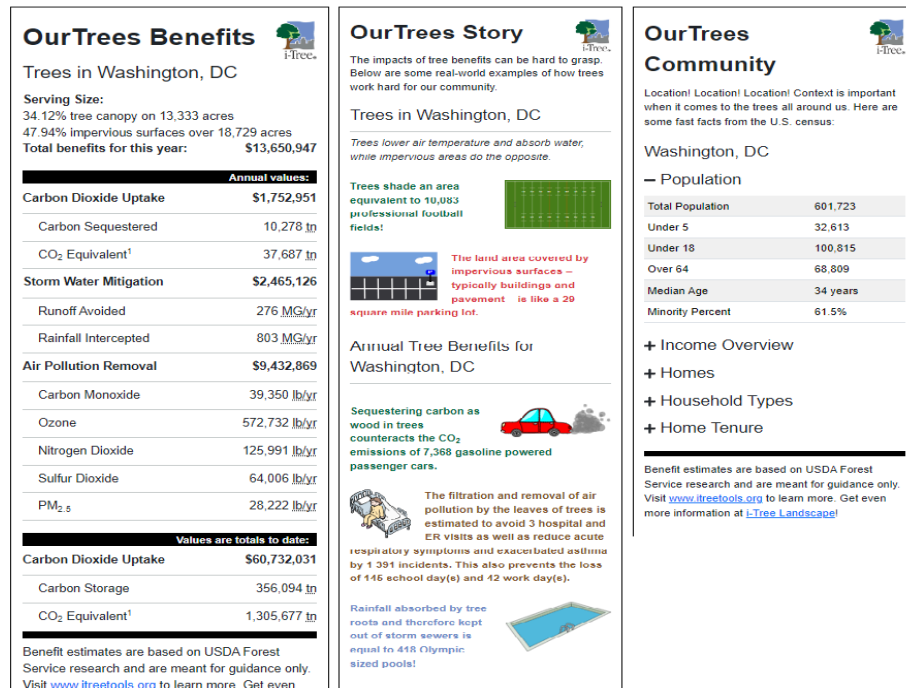 OurTrees Benefits
i-Tree®
Trees in Washington, DC
Serving Size:
34.12% tree canopy on 13,333 acres
47.94% impervious surfaces over 18,729 acres
Total benefits for this year: $13,650,947
Annual values:
Carbon Dioxide Uptake $1,752,951
Carbon Sequestered 10,278 tn
CO₂ Equivalent¹ 37,687 tn
Storm Water Mitigation $2,465,126
Runoff Avoided 276 MG/yr
Rainfall Intercepted 803 MG/yr
Air Pollution Removal $9,432,869
Carbon Monoxide 39,350 lb/yr
Ozone 572,732 lb/yr
Nitrogen Dioxide 125,991 lb/yr
Sulfur Dioxide 64,006 lb/yr
PM₂.₅ 28,222 lb/yr
Values are totals to date:
Carbon Dioxide Uptake $60,732,031
Carbon Storage 356,094 tn
CO₂ Equivalent¹ 1,305,677 tn
Benefit estimates are based on USDA Forest
Service research and are meant for guidance only.
Visit www.itreetools.org to learn more. Get even
OurTrees Story
i-Tree®
The impacts of tree benefits can be hard to grasp.
Below are some real-world examples of how trees
work hard for our community.
Trees in Washington, DC
Trees lower air temperature and absorb water,
while impervious areas do the opposite.
Trees shade an area
equivalent to 10,083
professional football
fields!
The land area covered by
impervious surfaces –
typically buildings and
pavement is like a 29
square mile parking lot.
Annual Tree Benefits for
Washington, DC
Sequestering carbon as
wood in trees
counteracts the CO₂
emissions of 7,368 gasoline powered
passenger cars.
The filtration and removal of air
pollution by the leaves of trees is
estimated to avoid 3 hospital and
ER visits as well as reduce acute
respiratory symptoms and exacerbated asthma
by 1 391 incidents. This also prevents the loss
of 145 school day(s) and 42 work day(s).
Rainfall absorbed by tree
roots and therefore kept
out of storm sewers is
equal to 418 Olympic
sized pools!
OurTrees
Community
i-Tree®
Location! Location! Location! Context is important
when it comes to the trees all around us. Here are
some fast facts from the U.S. census:
Washington, DC
– Population
Total Population 601,723
Under 5 32,613
Under 18 100,815
Over 64 68,809
Median Age 34 years
Minority Percent 61.5%
+ Income Overview
+ Homes
+ Household Types
+ Home Tenure
Benefit estimates are based on USDA Forest
Service research and are meant for guidance only.
Visit www.itreetools.org to learn more. Get even
more information at i-Tree Landscape!